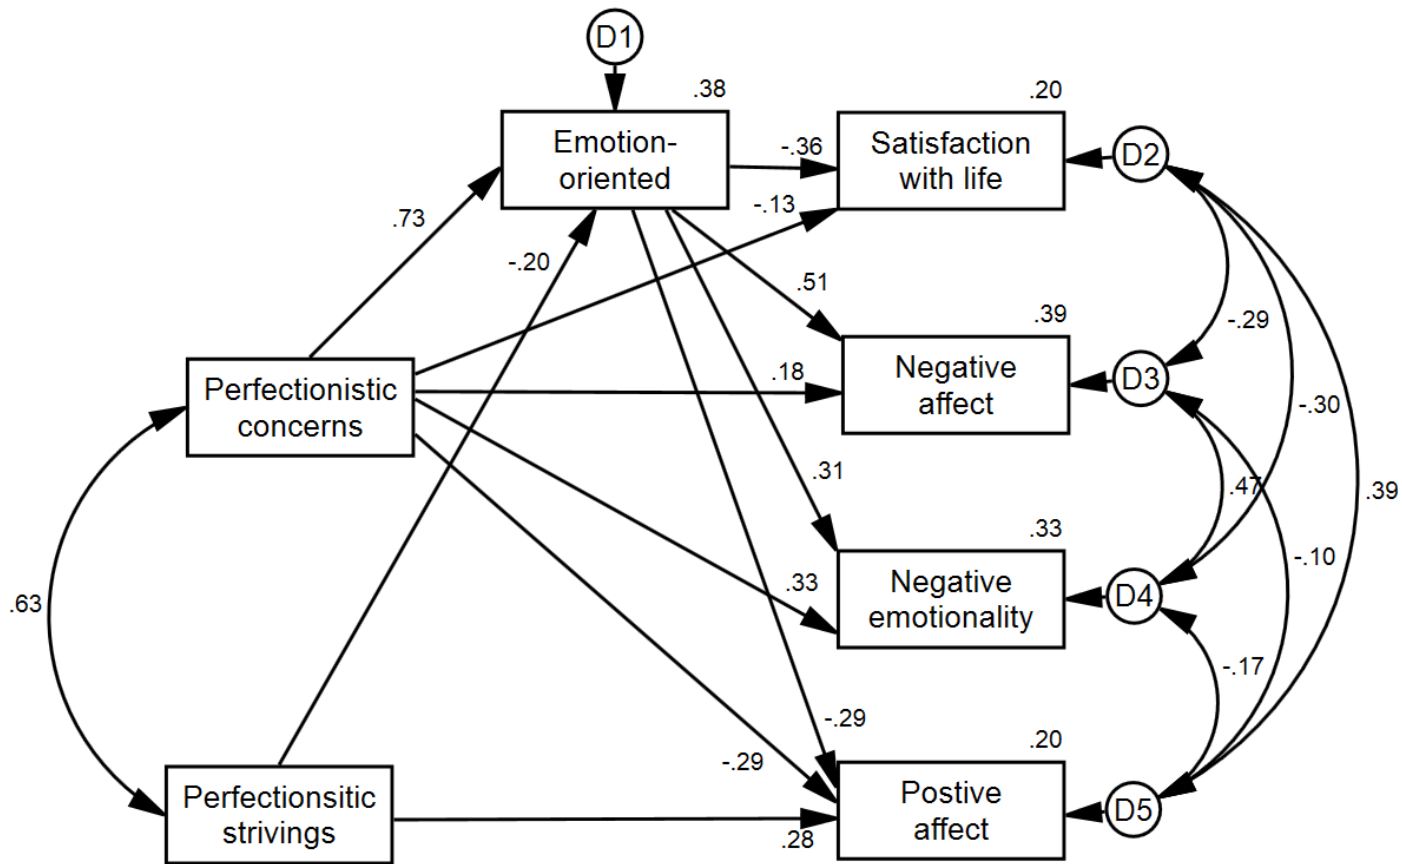 D1
.38
.20
Emotion-
oriented
-.36
Satisfaction
with life
D2
-.13
.73
-.20
.51
.39
-.29
Perfectionistic
concerns
.18
Negative
affect
D3
-.30
.31
.47
.39
.33
-.10
.63
.33
Negative
emotionality
D4
-.17
-.29
.20
-.29
Perfectionsitic
strivings
.28
Postive
affect
D5